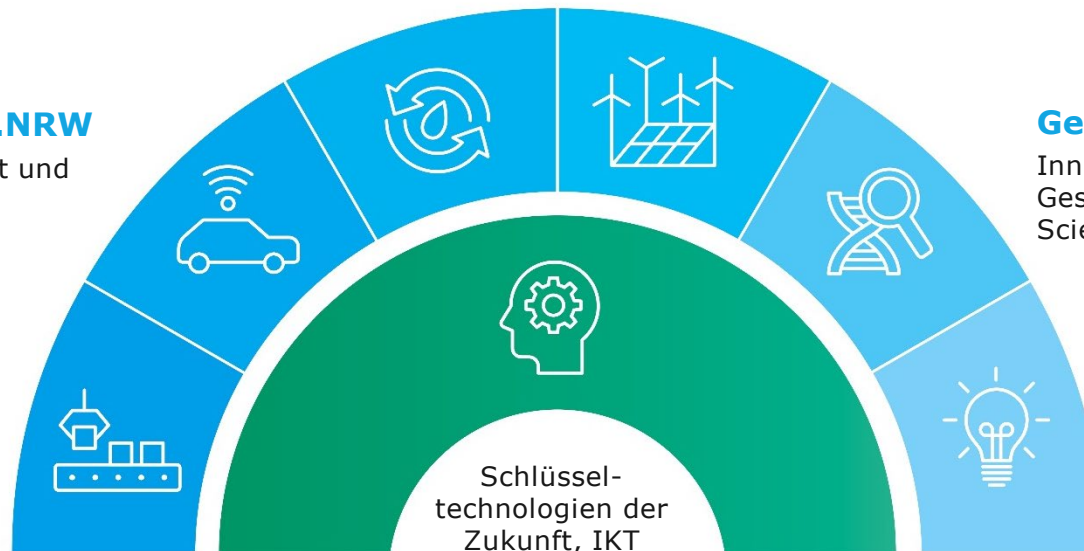 .NRW
t und
Ge
Inn
Ges
Scie
Schlüssel-
technologien der
Zukunft, IKT